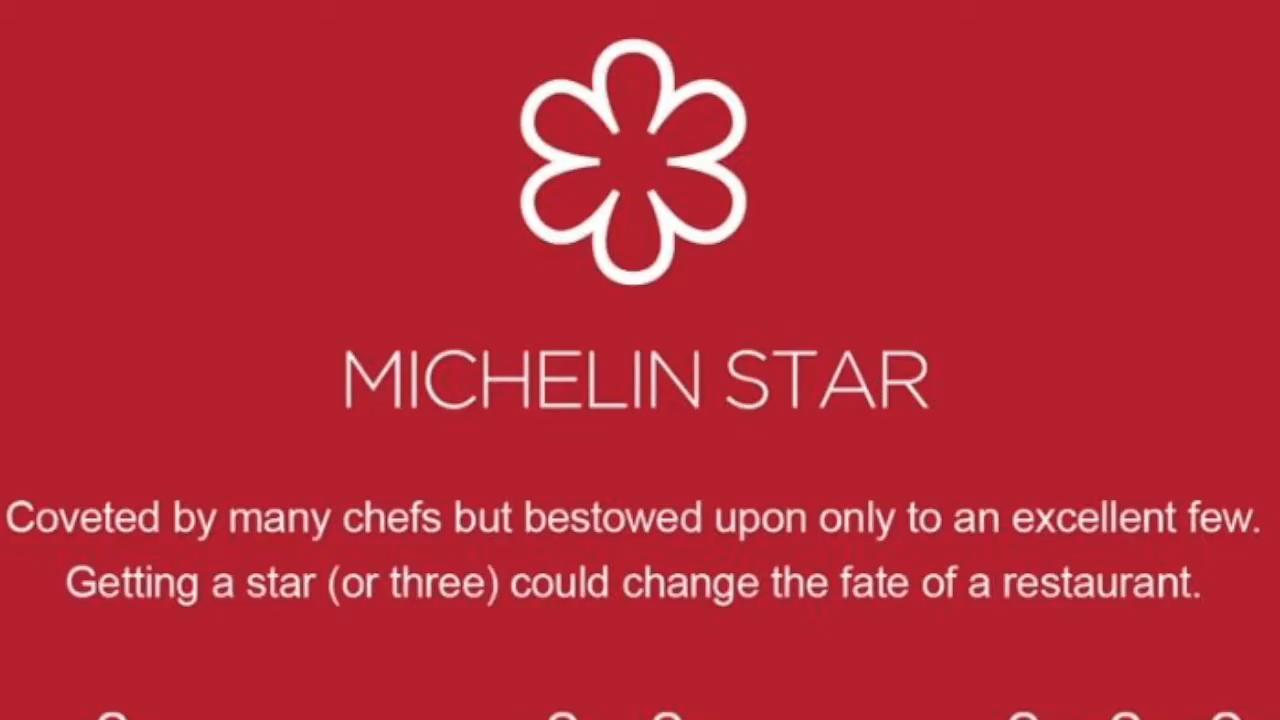 MICHELIN STAR
Coveted by many chefs but bestowed upon only to an excellent few.
Getting a star (or three) could change the fate of a restaurant.